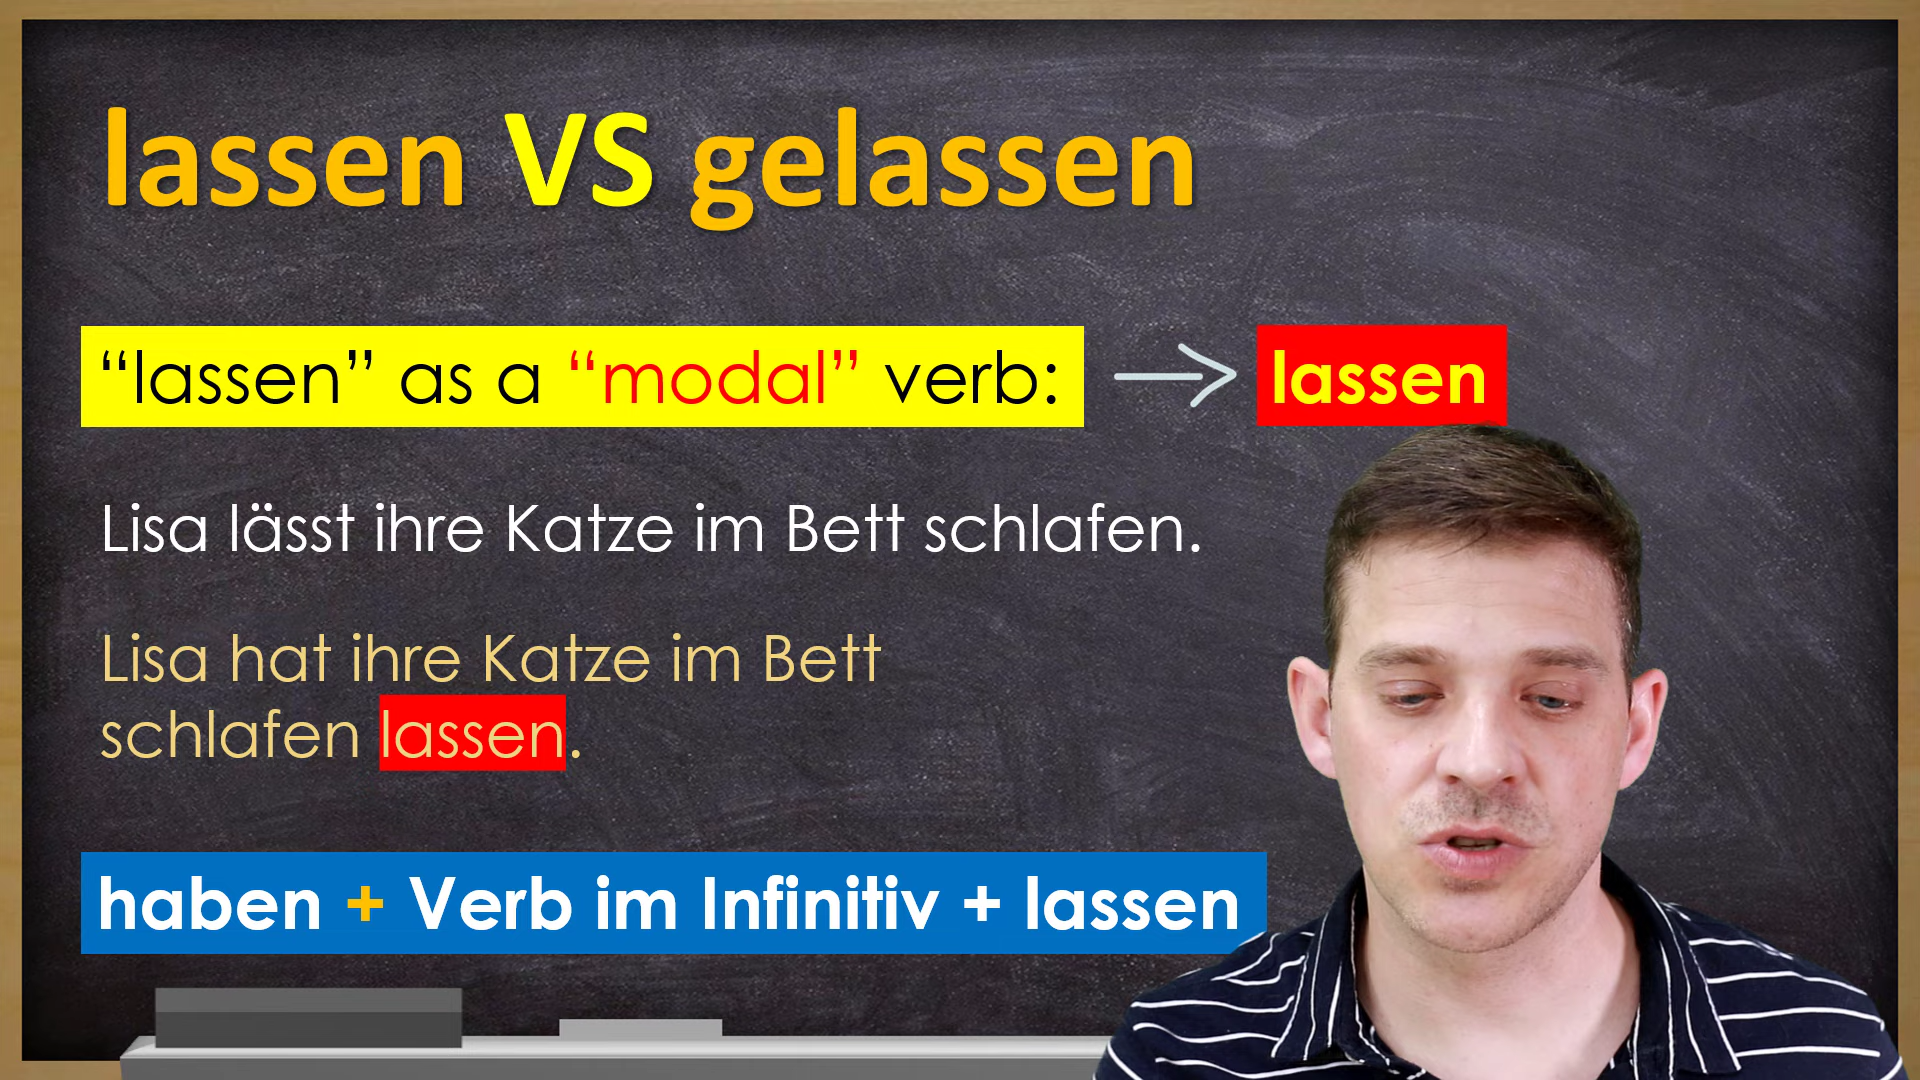 lassen VS gelassen
“lassen” as a “modal” verb:
lassen
Lisa lässt ihre Katze im Bett schlafen.
Lisa hat ihre Katze im Bett
schlafen lassen.
haben + Verb im Infinitiv + lassen